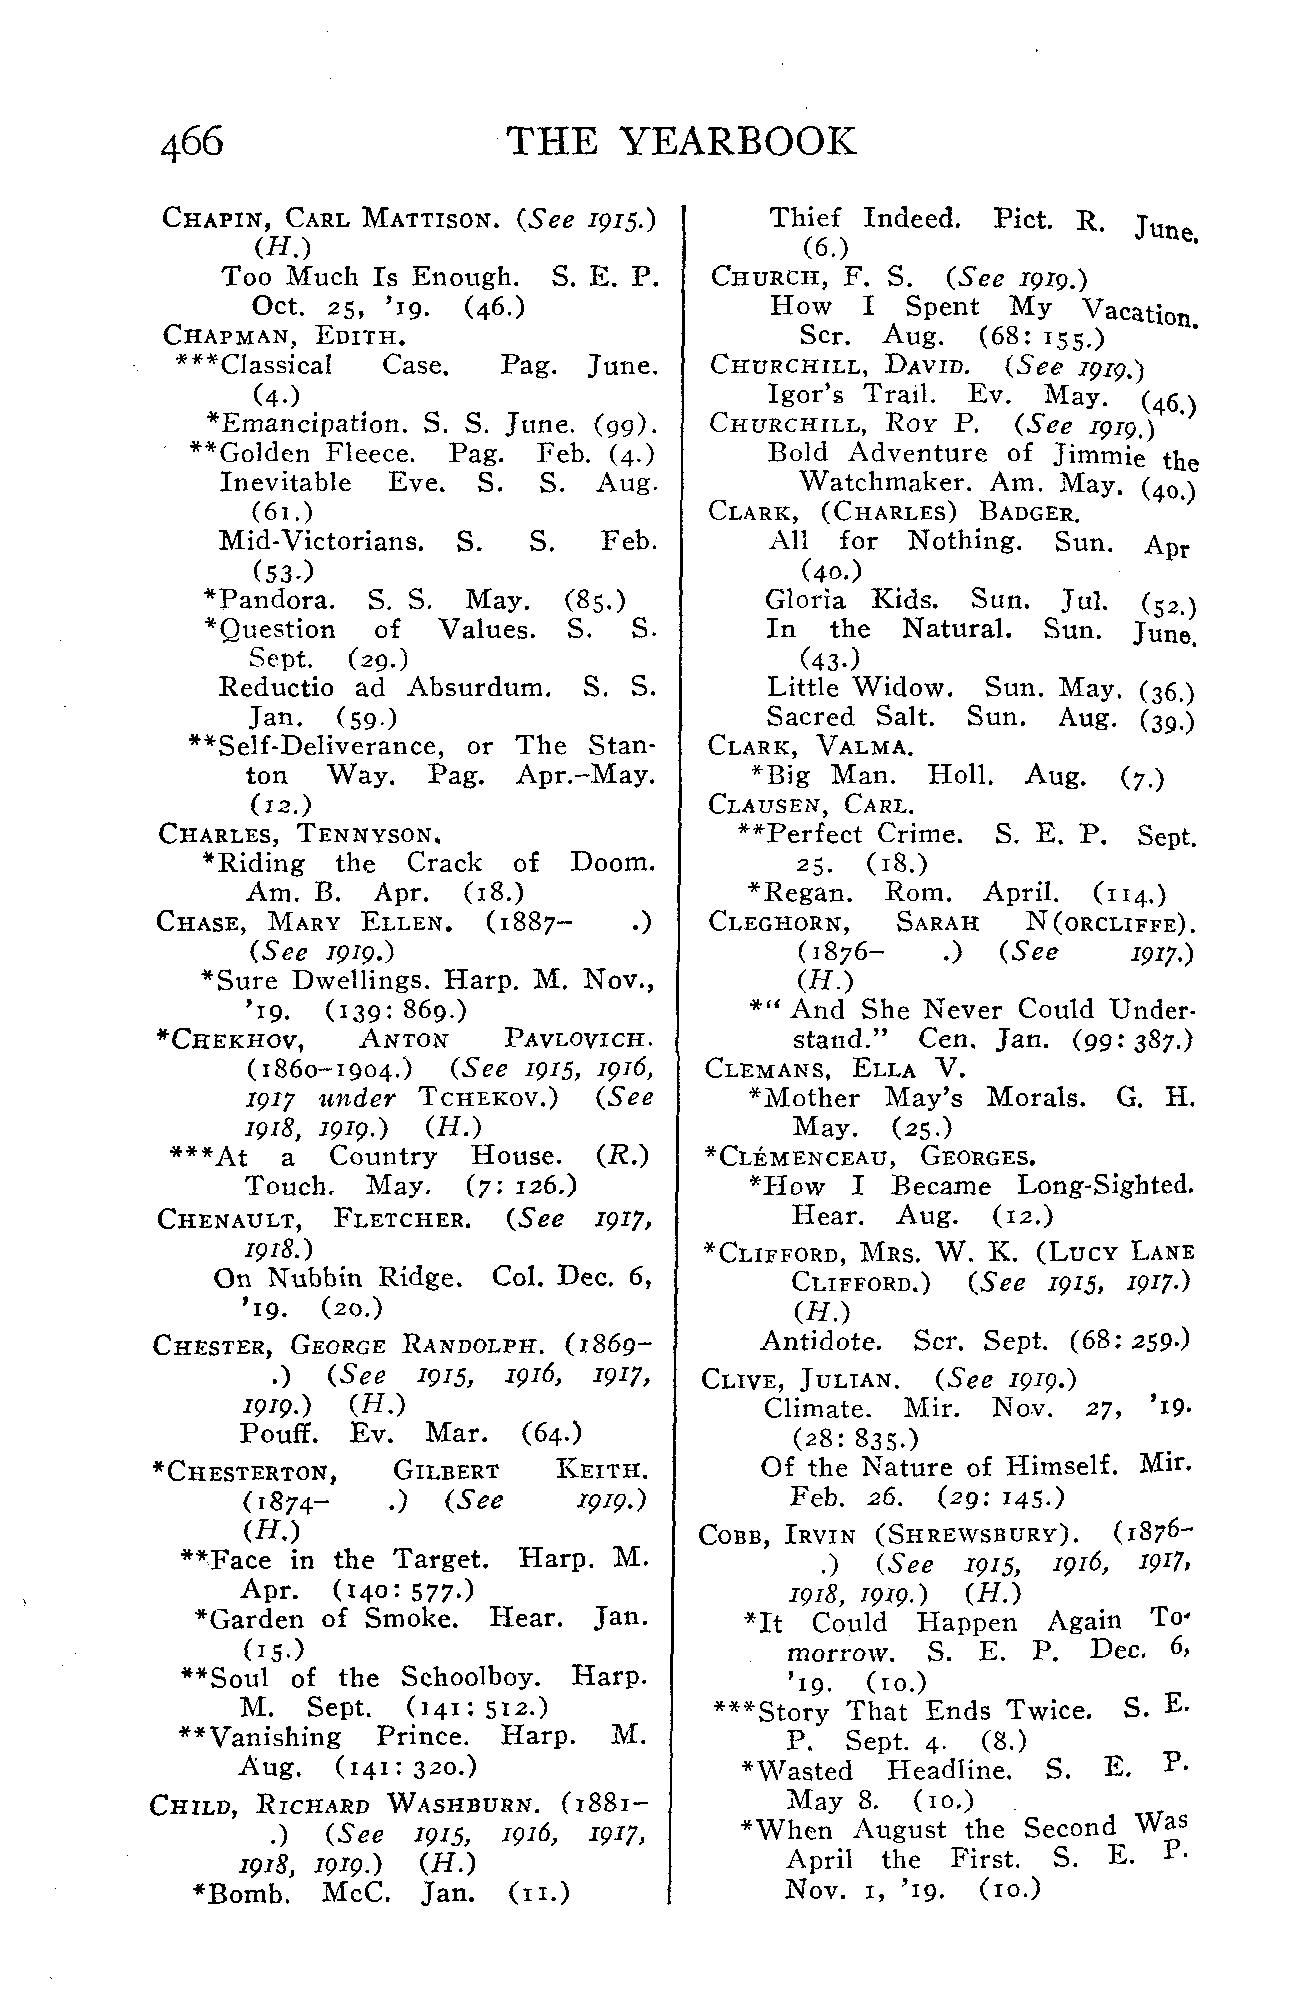 466 THE YEARBOOK
CHAPIN, CARL MATTISON. (See 1915.)
(H.)
Too Much Is Enough. S. E. P.
Oct. 25, '19. (46.)
CHAPMAN, EDITH.
***Classical Case. Pag. June.
(4.)
*Emancipation. S. S. June. (99).
**Golden Fleece. Pag. Feb. (4.)
Inevitable Eve. S. S. Aug.
(61.)
Mid-Victorians. S. S. Feb.
(53.)
*Pandora. S. S. May. (85.)
*Question of Values. S. S.
Sept. (29.)
Reductio ad Absurdum. S. S.
Jan. (59.)
**Self-Deliverance, or The Stan-
ton Way. Pag. Apr.–May.
(12.)
CHARLES, TENNYSON.
*Riding the Crack of Doom.
Am. B. Apr. (18.)
CHASE, MARY ELLEN. (1887– .)
(See 1919.)
*Sure Dwellings. Harp. M. Nov.,
'19. (139: 869.)
*CHEKHOV, ANTON PAVLOVICH.
(1860–1904.) (See 1915, 1916,
1917 under TCHEKOV.) (See
1918, 1919.) (H.)
***At a Country House. (R.)
Touch. May. (7: 126.)
CHENAULT, FLETCHER. (See 1917,
1918.)
On Nubbin Ridge. Col. Dec. 6,
'19. (20.)
CHESTER, GEORGE RANDOLPH. (1869–
.) (See 1915, 1916, 1917,
1919.) (H.)
Pouff. Ev. Mar. (64.)
*CHESTERTON, GILBERT KEITH.
(1874– .) (See 1919.)
(H.)
**Face in the Target. Harp. M.
Apr. (140: 577.)
*Garden of Smoke. Hear. Jan.
(15.)
**Soul of the Schoolboy. Harp.
M. Sept. (141: 512.)
**Vanishing Prince. Harp. M.
Aug. (141: 320.)
CHILD, RICHARD WASHBURN. (1881–
.) (See 1915, 1916, 1917,
1918, 1919.) (H.)
*Bomb. McC. Jan. (11.)
Thief Indeed. Pict. R. June.
(6.)
CHURCH, F. S. (See 1919.)
How I Spent My Vacation.
Scr. Aug. (68: 155.)
CHURCHILL, DAVID. (See 1919.)
Igor's Trail. Ev. May. (46.)
CHURCHILL, ROY P. (See 1919.)
Bold Adventure of Jimmie the
Watchmaker. Am. May. (40.)
CLARK, (CHARLES) BADGER.
All for Nothing. Sun. Apr
(40.)
Gloria Kids. Sun. Jul. (52.)
In the Natural. Sun. June.
(43.)
Little Widow. Sun. May. (36.)
Sacred Salt. Sun. Aug. (39.)
CLARK, VALMA.
*Big Man. Holl. Aug. (7.)
CLAUSEN, CARL.
**Perfect Crime. S. E. P. Sept.
25. (18.)
*Regan. Rom. April. (114.)
CLEGHORN, SARAH N(ORCLIFFE).
(1876– .) (See 1917.)
(H.)
*“ And She Never Could Under-
stand.” Cen. Jan. (99: 387.)
CLEMANS, ELLA V.
*Mother May's Morals. G. H.
May. (25.)
*CLÉMENCEAU, GEORGES.
*How I Became Long-Sighted.
Hear. Aug. (12.)
*CLIFFORD, MRS. W. K. (LUCY LANE
CLIFFORD.) (See 1915, 1917.)
(H.)
Antidote. Scr. Sept. (68: 259.)
CLIVE, JULIAN. (See 1919.)
Climate. Mir. Nov. 27, '19.
(28: 835.)
Of the Nature of Himself. Mir.
Feb. 26. (29: 145.)
COBB, IRVIN (SHREWSBURY). (1876–
.) (See 1915, 1916, 1917,
1918, 1919.) (H.)
*It Could Happen Again To-
morrow. S. E. P. Dec. 6,
'19. (10.)
***Story That Ends Twice. S. E.
P. Sept. 4. (8.)
*Wasted Headline. S. E. P.
May 8. (10.)
*When August the Second Was
April the First. S. E. P.
Nov. 1, '19. (10.)